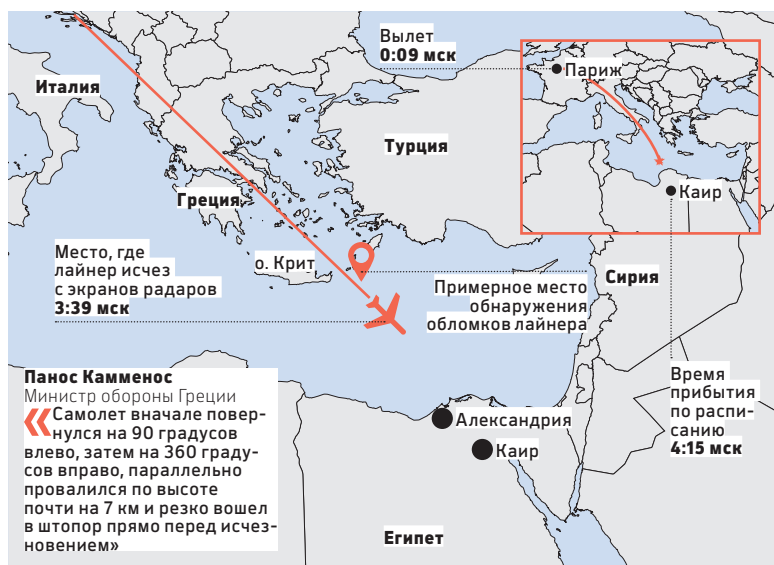 Вылет
0:09 мск
Париж
Италия
Турция
Каир
Греция
Место, где
лайнер исчез
с экранов радаров
3:39 мск
о. Крит
Сирия
Примерное место
обнаружения
обломков лайнера
Панос Камменос
Министр обороны Греции
«Самолет вначале повер-
нулся на 90 градусов
влево, затем на 360 граду-
сов вправо, параллельно
провалился по высоте
почти на 7 км и резко вошел
в штопор прямо перед исчез-
новением»
Время
прибытия
по распи-
санию
4:15 мск
Александрия
Каир
Египет